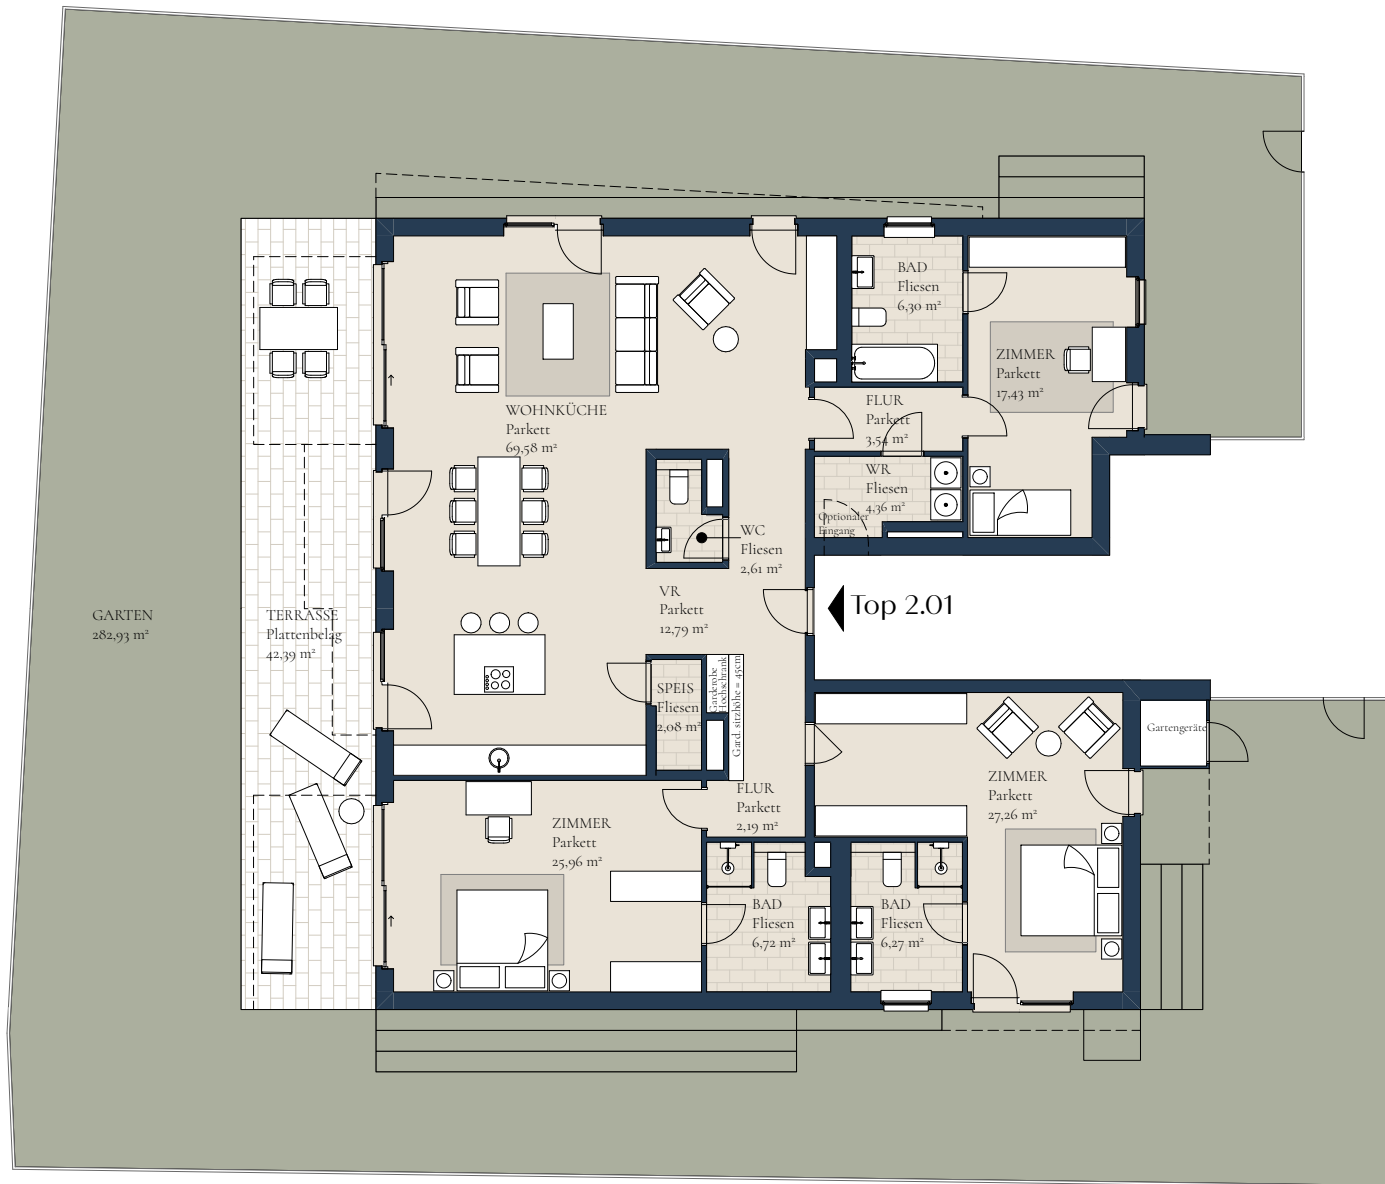 BAD
Fliesen
6,30 m²
ZIMMER
Parkett
17,43 m²
WOHNKÜCHE
Parkett
69,58 m²
FLUR
Parkett
3,54 m²
WR
Fliesen
4,36 m²
Optionaler
Eingang
WC
Fliesen
2,61 m²
VR
Parkett
12,79 m²
Top 2.01
GARTEN
282,93 m²
TERRASSE
Plattenbelag
42,39 m²
SPEIS
Fliesen
2,08 m²
Garderobe
Hochschrank
Gard. sitzhöhe = 45cm
Gartengeräte
ZIMMER
Parkett
27,26 m²
FLUR
Parkett
2,19 m²
ZIMMER
Parkett
25,96 m²
BAD
Fliesen
6,72 m²
BAD
Fliesen
6,27 m²